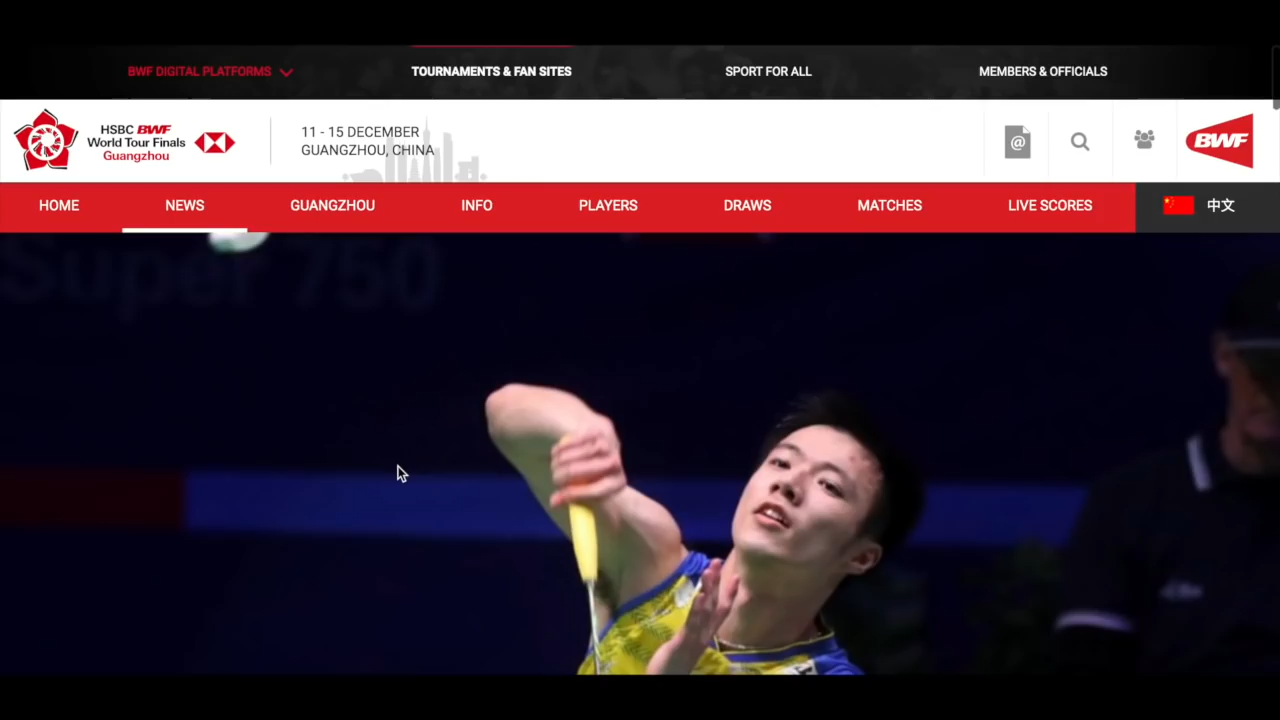 BWF DIGITAL PLATFORMS
TOURNAMENTS & FAN SITES
SPORT FOR ALL
MEMBERS & OFFICIALS
HSBC BWF
World Tour Finals
Guangzhou
11 - 15 DECEMBER
GUANGZHOU, CHINA
@
BWF
HOME
NEWS
GUANGZHOU
INFO
PLAYERS
DRAWS
MATCHES
LIVE SCORES
中文
Super 750